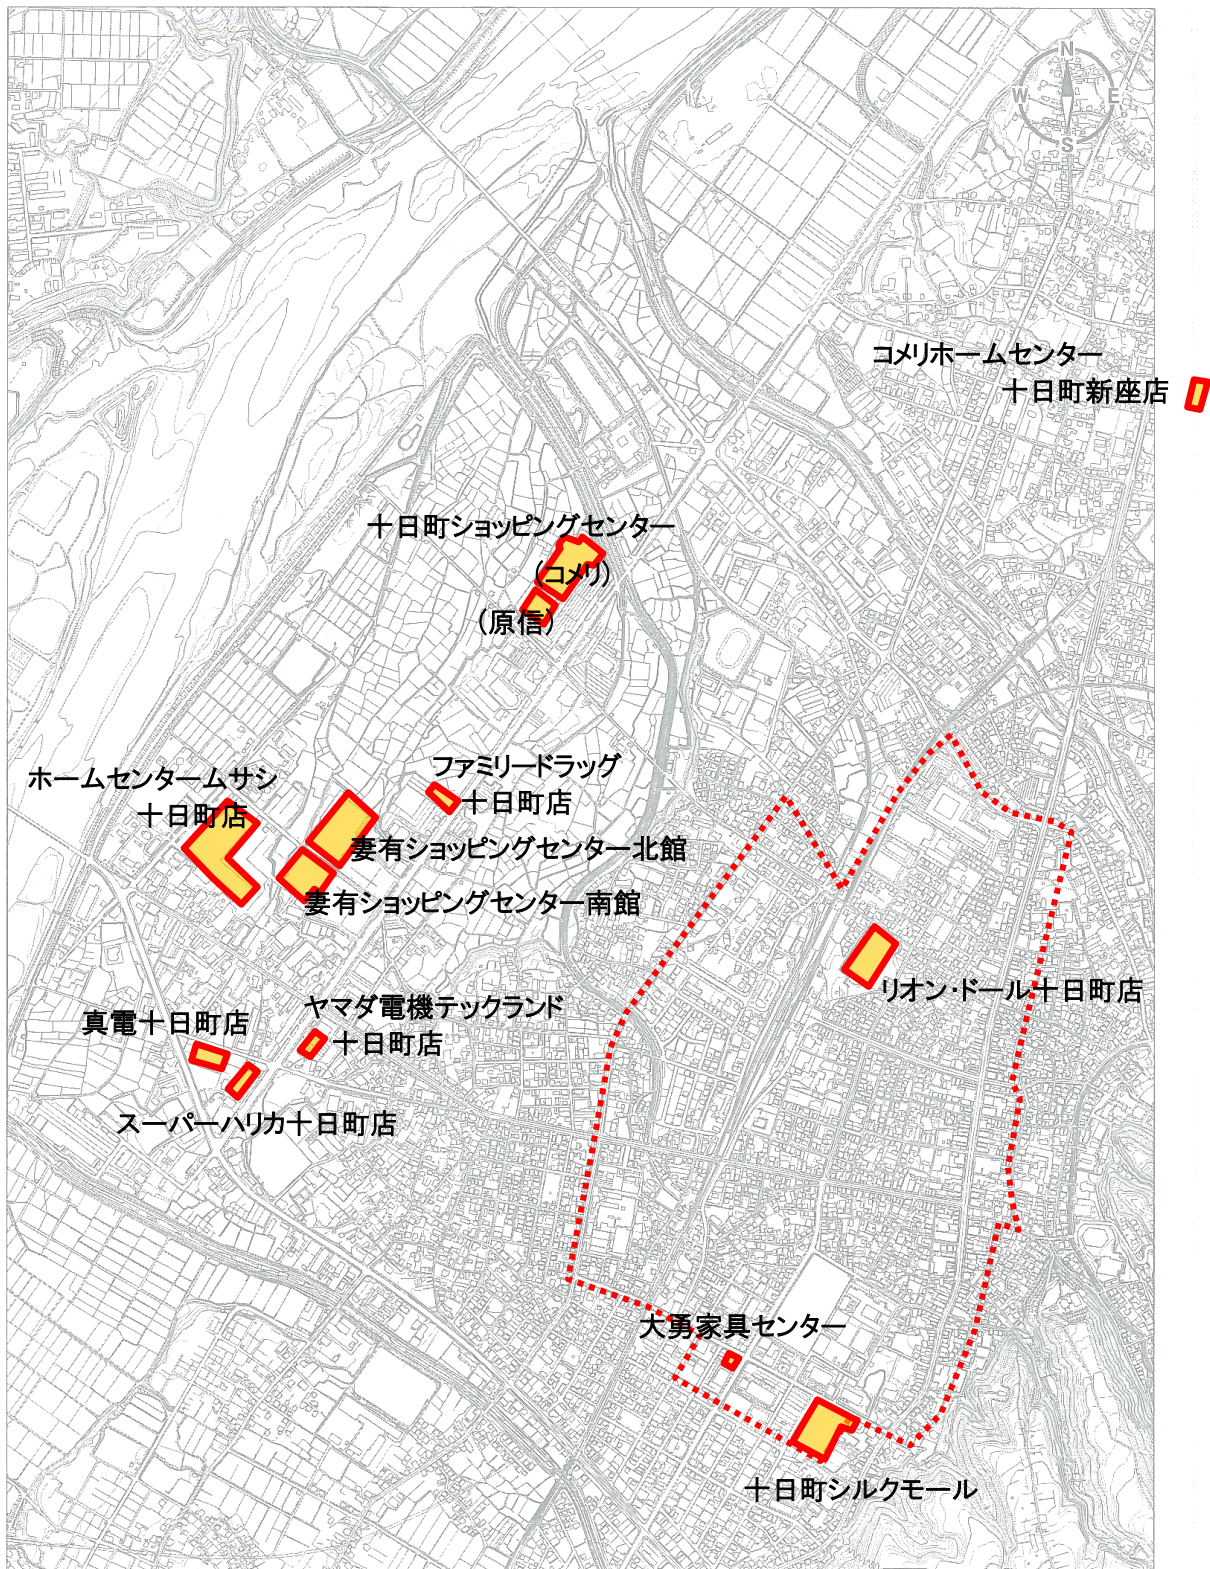 N
W
E
S
コメリホームセンター
十日町新座店
十日町ショッピングセンター
(コメリ)
(原信)
ファミリードラッグ
十日町店
ホームセンタームサシ
十日町店
妻有ショッピングセンター北館
妻有ショッピングセンター南館
リオン・ドール十日町店
ヤマダ電機テックランド
十日町店
真電十日町店
スーパーハリカ十日町店
大勇家具センター
十日町シルクモール